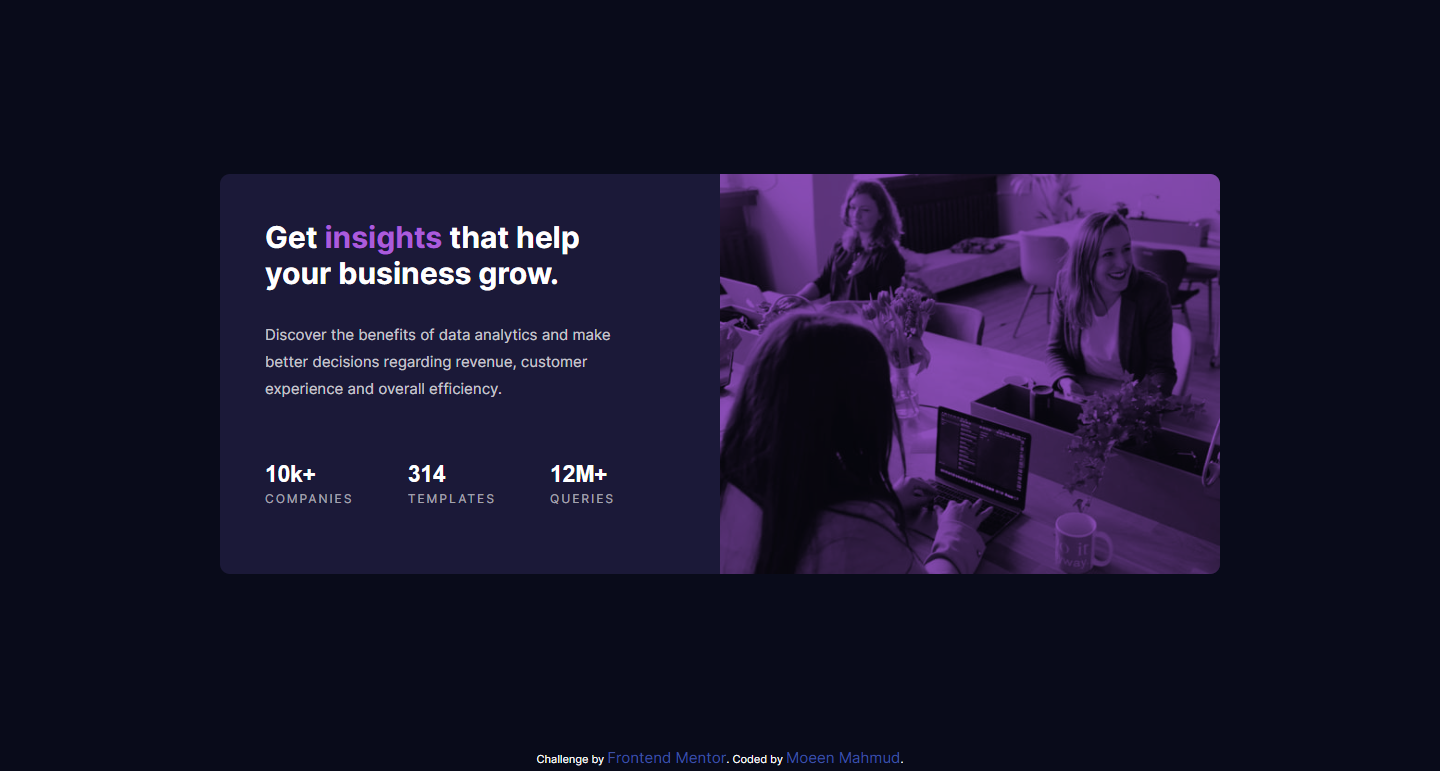 Get insights that help
your business grow.
Discover the benefits of data analytics and make
better decisions regarding revenue, customer
experience and overall efficiency.
10k+ 314 12M+
COMPANIES TEMPLATES QUERIES
Challenge by Frontend Mentor. Coded by Moeen Mahmud.